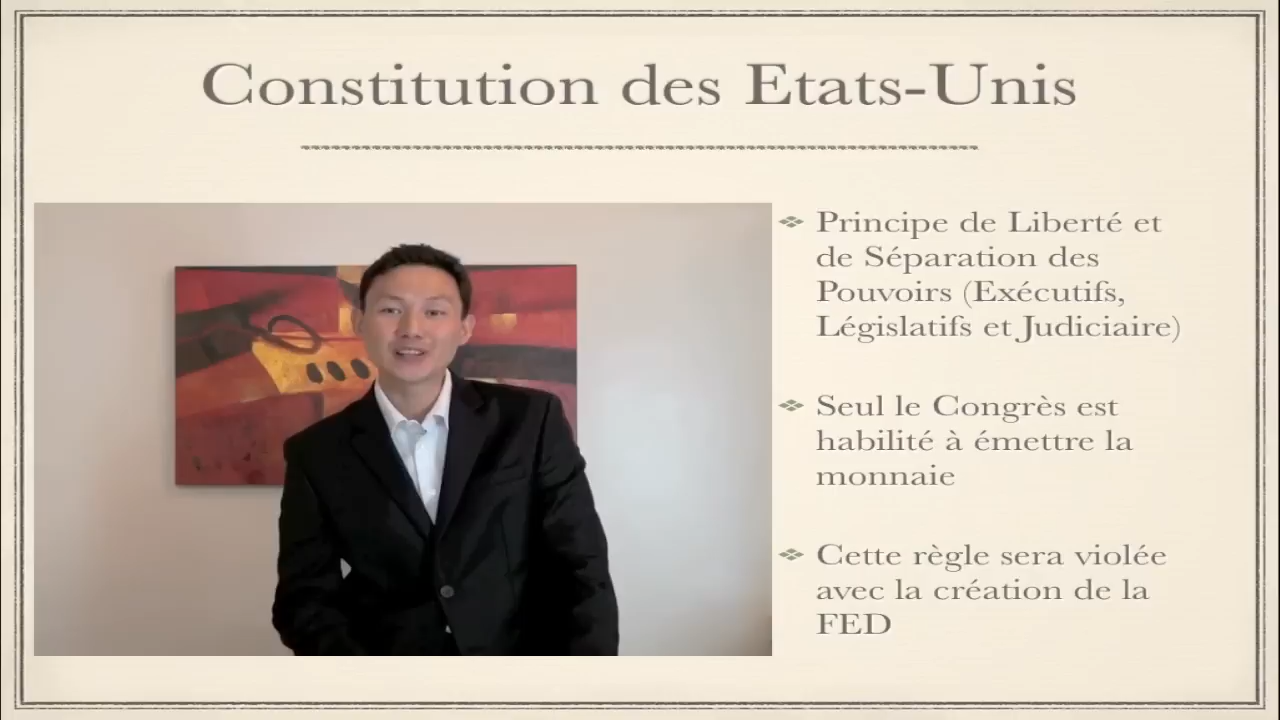 Constitution des Etats-Unis
Principe de Liberté et
de Séparation des
Pouvoirs (Exécutifs,
Législatifs et Judiciaire)
Seul le Congrès est
habilité à émettre la
monnaie
Cette règle sera violée
avec la création de la
FED